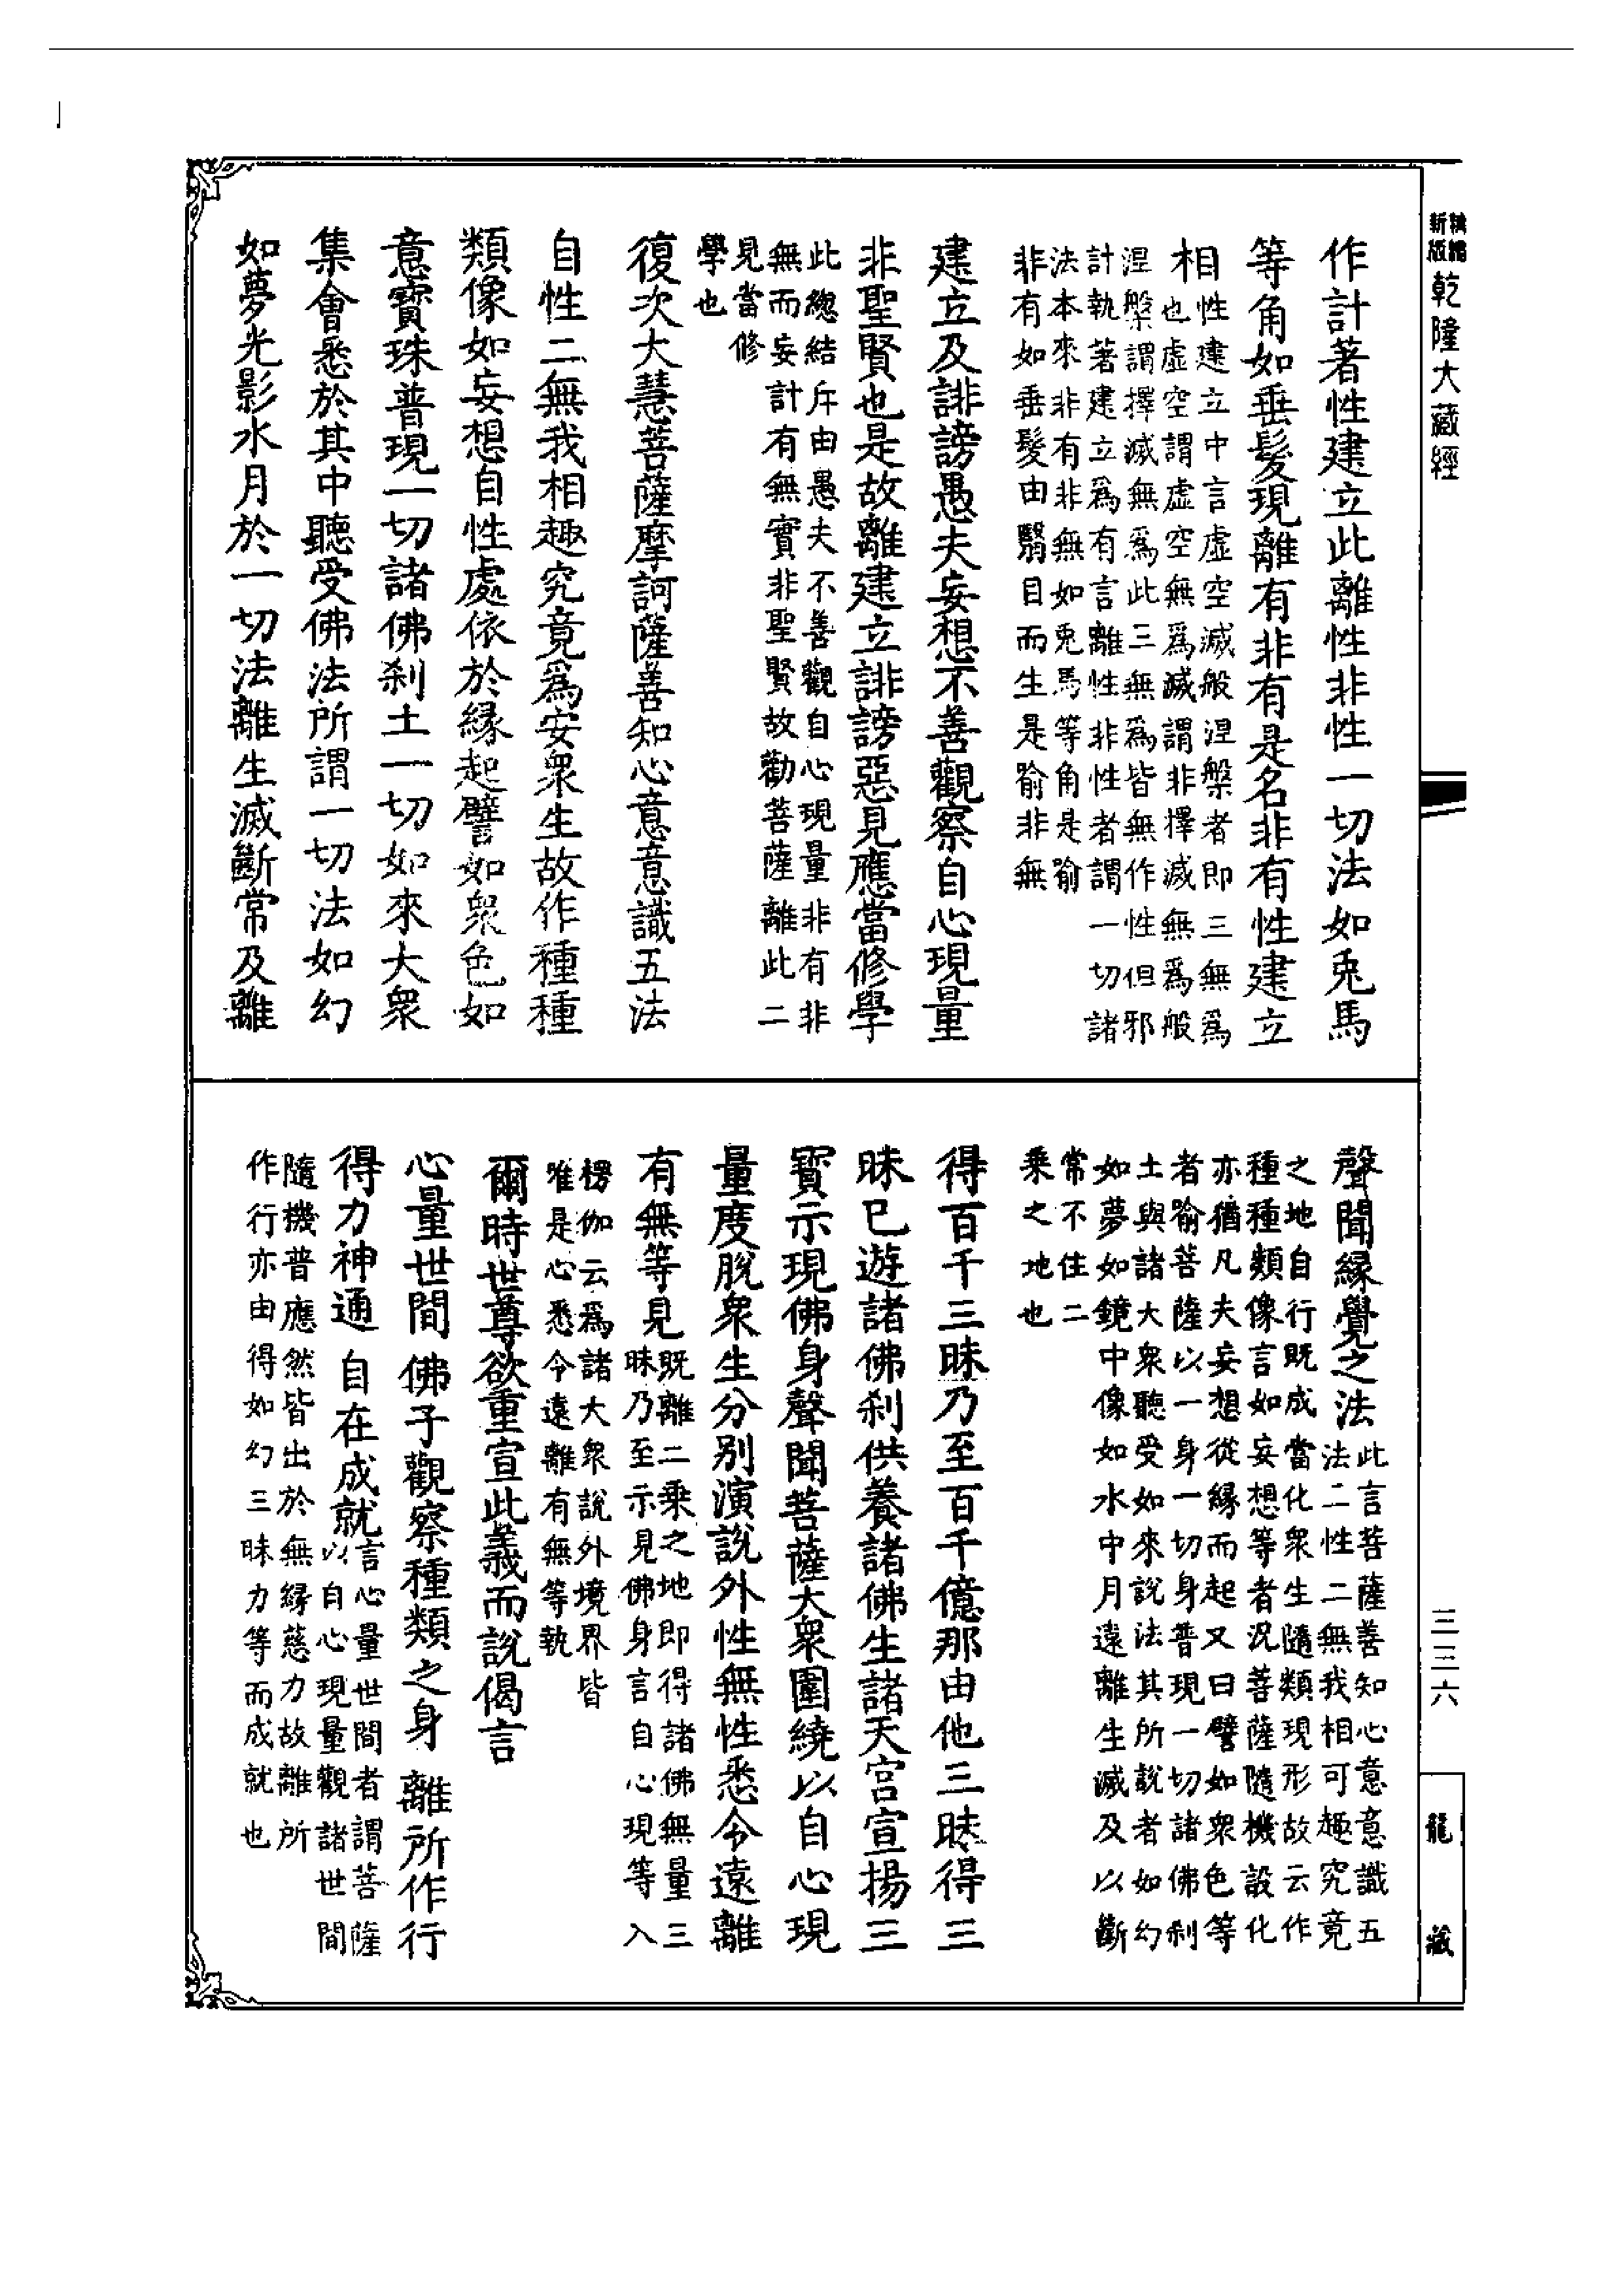 新編縮版
乾隆大藏經
作計著性建立此離性非性一切法如兎馬
等角如垂髮現離有非有是名非有性建立
相
性建立中言虛空滅般涅槃者即三無爲
也虛空謂虛空無爲滅謂非擇滅無爲般
涅槃謂擇滅無爲此三無爲皆無作性但邪
計執著建立爲有言離性非性者謂一切諸
法本來非有非無如兎馬等角是喻
非有如垂髮由翳目而生是喻非無
建立及誹謗愚夫妄想不善觀察自心現量
非聖賢也是故離建立誹謗惡見應當修學
此總結斥由愚夫不善觀自心現量非有非
無而妄計有無實非聖賢故勸菩薩離此二
見當修
學也
復次大慧菩薩摩訶薩善知心意意識五法
自性二無我相趣究竟爲安衆生故作種種
類像如妄想自性處依於緣起譬如衆色如
意寶珠普現一切諸佛刹土一切如來大衆
集會悉於其中聽受佛法所謂一切法如幻
如夢光影水月於一切法離生滅斷常及離
聲聞緣覺之法
此言菩薩善知心意意識五
法二性二無我相可趣究竟
之地自行既成當化衆生隨類現形故云作
種種類像言如妄想等者況菩薩隨機設化
亦猶凡夫妄想從緣而起又曰譬如衆色等
者喻菩薩以一身一切身普現一切諸佛刹
土與諸大衆聽受如來說法其所說者如幻
如夢如鏡中像如水中月遠離生滅及以斷
常不住二
乘之地也
得百千三昧乃至百千億那由他三昧得三
昧已遊諸佛刹供養諸佛生諸天宮宣揚三
寶示現佛身聲聞菩薩大衆圍繞以自心現
量度脫衆生分別演說外性無性悉令遠離
有無等見
既離二乘之地即得諸佛無量三
昧乃至示見佛身言自心現等入
楞伽云爲諸大衆說外境界皆
唯是心悉令遠離有無等執
爾時世尊欲重宣此義而說偈言
心量世間 佛子觀察種類之身 離所作行
得力神通 自在成就
言心量世間者謂菩薩
以自心現量觀諸世間
隨機普應然皆出於無緣慈力故離所
作行亦由得如幻三昧力等而成就也
三三六
龍藏